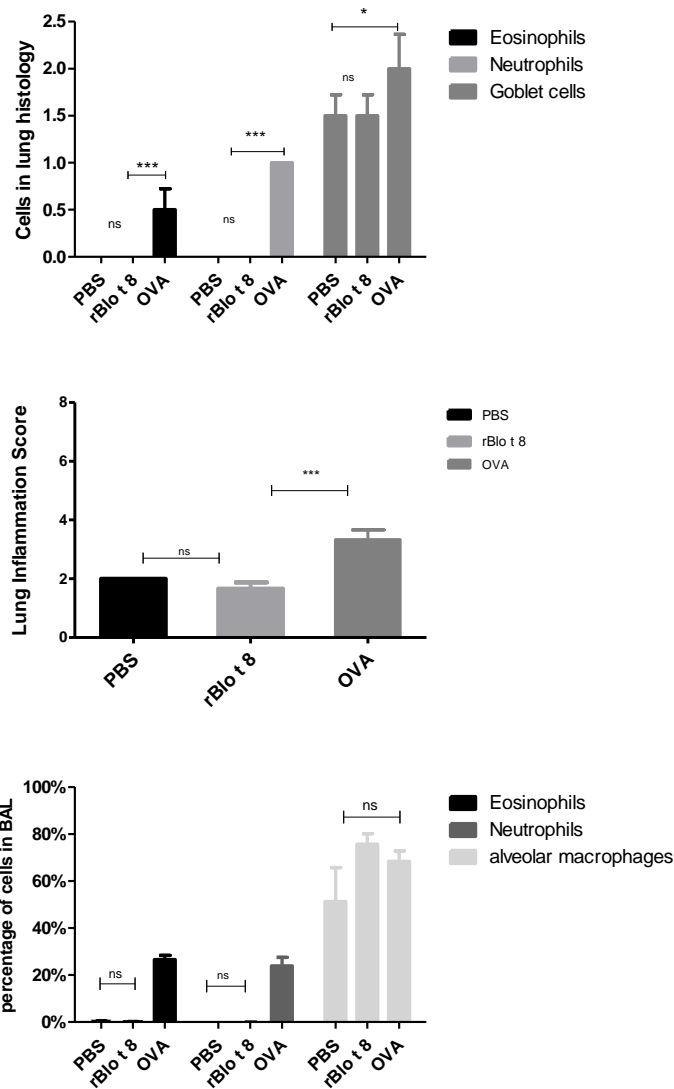 Cells in lung histology
2.5
2.0
1.5
1.0
0.5
0.0
ns
***
ns
***
ns
*
PBS
rBlo t 8
OVA
PBS
rBlo t 8
OVA
PBS
rBlo t 8
OVA
Eosinophils
Neutrophils
Goblet cells
Lung Inflammation Score
8
6
4
2
0
ns
***
PBS
rBlo t 8
OVA
PBS
rBlo t 8
OVA
percentage of cells in BAL
100%
80%
60%
40%
20%
0%
ns
ns
ns
PBS
rBlo t 8
OVA
PBS
rBlo t 8
OVA
PBS
rBlo t 8
OVA
Eosinophils
Neutrophils
alveolar macrophages